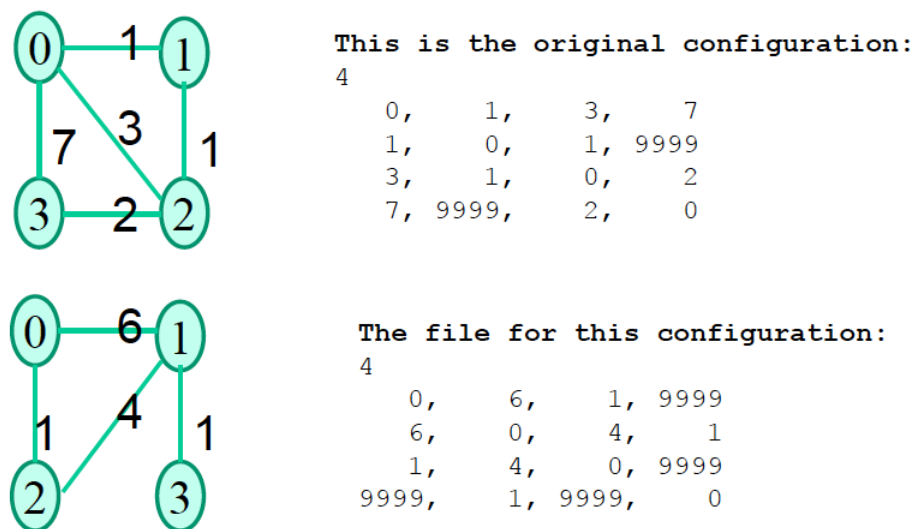 0 1 1
7 3 1
3 2 2
This is the original configuration:
4
0, 1, 3, 7
1, 0, 1, 9999
3, 1, 0, 2
7, 9999, 2, 0
0 6 1
1 4 1
2 3
The file for this configuration:
4
0, 6, 1, 9999
6, 0, 4, 1
1, 4, 0, 9999
9999, 1, 9999, 0